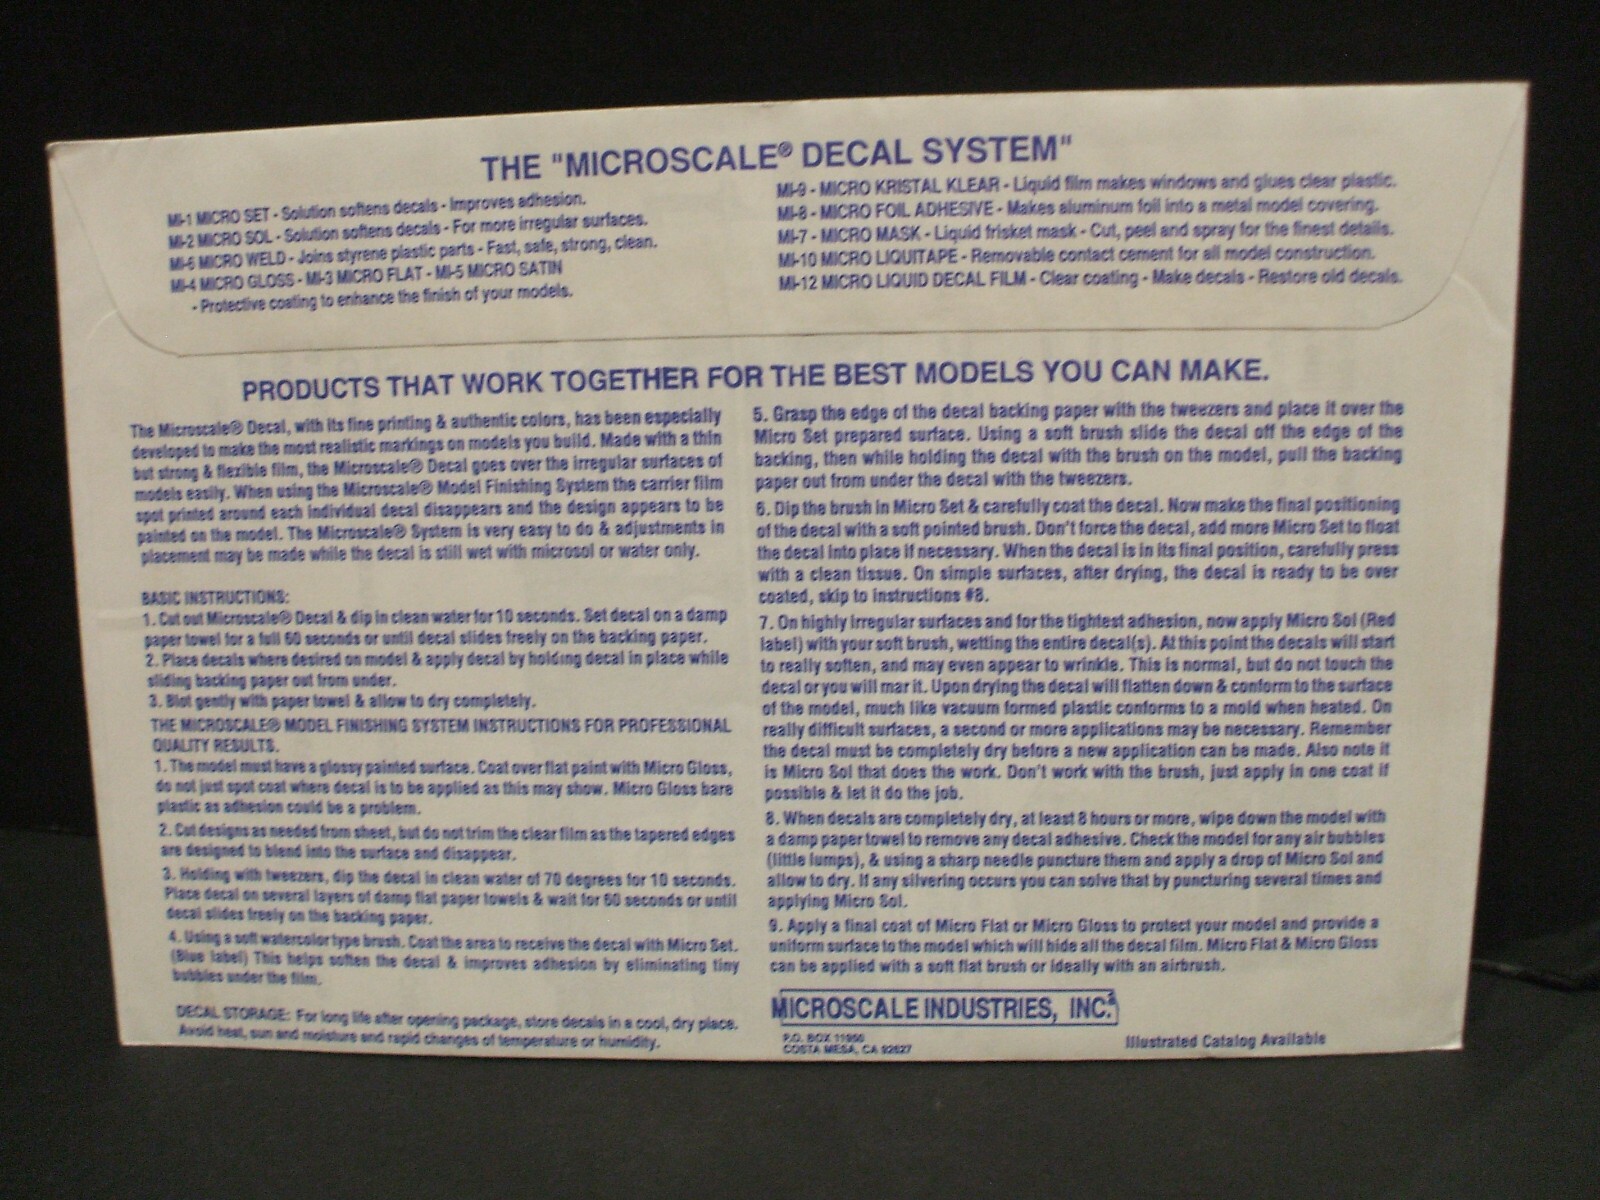 THE "MICROSCALE® DECAL SYSTEM"
MI-1 MICRO SET - Solution softens decals - Improves adhesion.
MI-2 MICRO SOL - Solution softens decals - For more irregular surfaces.
MI-6 MICRO WELD - Joins styrene plastic parts - Fast, safe, strong, clean.
MI-4 MICRO GLOSS - MI-3 MICRO FLAT - MI-5 MICRO SATIN
- Protective coating to enhance the finish of your models.
MI-9 - MICRO KRISTAL KLEAR - Liquid film makes windows and glues clear plastic.
MI-8 - MICRO FOIL ADHESIVE - Makes aluminum foil into a metal model covering.
MI-7 - MICRO MASK - Liquid frisket mask - Cut, peel and spray for the finest details.
MI-10 MICRO LIQUITAPE - Removable contact cement for all model construction.
MI-12 MICRO LIQUID DECAL FILM - Clear coating - Make decals - Restore old decals.
PRODUCTS THAT WORK TOGETHER FOR THE BEST MODELS YOU CAN MAKE.
The Microscale® Decal, with its fine printing & authentic colors, has been especially
developed to make the most realistic markings on models you build. Made with a thin
but strong & flexible film, the Microscale® Decal goes over the irregular surfaces of
models easily. When using the Microscale® Model Finishing System the carrier film
spot printed around each individual decal disappears and the design appears to be
painted on the model. The Microscale® System is very easy to do & adjustments in
placement may be made while the decal is still wet with microsol or water only.
BASIC INSTRUCTIONS:
1. Cut out Microscale® Decal & dip in clean water for 10 seconds. Set decal on a damp
paper towel for a full 60 seconds or until decal slides freely on the backing paper.
2. Place decals where desired on model & apply decal by holding decal in place while
sliding backing paper out from under.
3. Blot gently with paper towel & allow to dry completely.
THE MICROSCALE® MODEL FINISHING SYSTEM INSTRUCTIONS FOR PROFESSIONAL
QUALITY RESULTS.
1. The model must have a glossy painted surface. Coat over flat paint with Micro Gloss,
do not just spot coat where decal is to be applied as this may show. Micro Gloss bare
plastic as adhesion could be a problem.
2. Cut designs as needed from sheet, but do not trim the clear film as the tapered edges
are designed to blend into the surface and disappear.
3. Holding with tweezers, dip the decal in clean water of 70 degrees for 10 seconds.
Place decal on several layers of damp flat paper towels & wait for 60 seconds or until
decal slides freely on the backing paper.
4. Using a soft watercolor type brush. Coat the area to receive the decal with Micro Set.
(Blue label) This helps soften the decal & improves adhesion by eliminating tiny
bubbles under the film.
DECAL STORAGE: For long life after opening package, store decals in a cool, dry place.
Avoid heat, sun and moisture and rapid changes of temperature or humidity.
5. Grasp the edge of the decal backing paper with the tweezers and place it over the
Micro Set prepared surface. Using a soft brush slide the decal off the edge of the
backing, then while holding the decal with the brush on the model, pull the backing
paper out from under the decal with the tweezers.
6. Dip the brush in Micro Set & carefully coat the decal. Now make the final positioning
of the decal with a soft pointed brush. Don't force the decal, add more Micro Set to float
the decal into place if necessary. When the decal is in its final position, carefully press
with a clean tissue. On simple surfaces, after drying, the decal is ready to be over
coated, skip to instructions #8.
7. On highly irregular surfaces and for the tightest adhesion, now apply Micro Sol (Red
label) with your soft brush, wetting the entire decal(s). At this point the decals will start
to really soften, and may even appear to wrinkle. This is normal, but do not touch the
decal or you will mar it. Upon drying the decal will flatten down & conform to the surface
of the model, much like vacuum formed plastic conforms to a mold when heated. On
really difficult surfaces, a second or more applications may be necessary. Remember
the decal must be completely dry before a new application can be made. Also note it
is Micro Sol that does the work. Don't work with the brush, just apply in one coat if
possible & let it do the job.
8. When decals are completely dry, at least 8 hours or more, wipe down the model with
a damp paper towel to remove any decal adhesive. Check the model for any air bubbles
(little lumps), & using a sharp needle puncture them and apply a drop of Micro Sol and
allow to dry. If any silvering occurs you can solve that by puncturing several times and
applying Micro Sol.
9. Apply a final coat of Micro Flat or Micro Gloss to protect your model and provide a
uniform surface to the model which will hide all the decal film. Micro Flat & Micro Gloss
can be applied with a soft flat brush or ideally with an airbrush.
MICROSCALE INDUSTRIES, INC.
P.O. BOX 11950
COSTA MESA, CA 92627
Illustrated Catalog Available